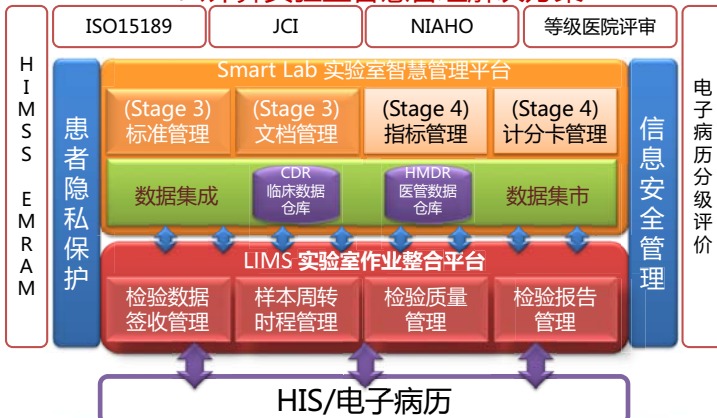 ISO15189
JCI
NIAHO
等级医院评审
HIMSS EMRAM
患者隐私保护
Smart Lab 实验室智慧管理平台
(Stage 3)
标准管理
(Stage 3)
文档管理
(Stage 4)
指标管理
(Stage 4)
计分卡管理
数据集成
CDR
临床数据
仓库
HMDR
医管数据
仓库
数据集市
LIMS 实验室作业整合平台
检验数据
签收管理
样本周转
时程管理
检验质量
管理
检验报告
管理
信息安全管理
电子病历分级评价
HIS/电子病历